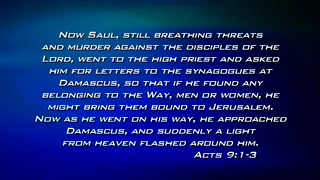 Now Saul, still breathing threats
and murder against the disciples of the
Lord, went to the high priest and asked
him for letters to the synagogues at
Damascus, so that if he found any
belonging to the Way, men or women, he
might bring them bound to Jerusalem.
Now as he went on his way, he approached
Damascus, and suddenly a light
from heaven flashed around him.
Acts 9:1-3